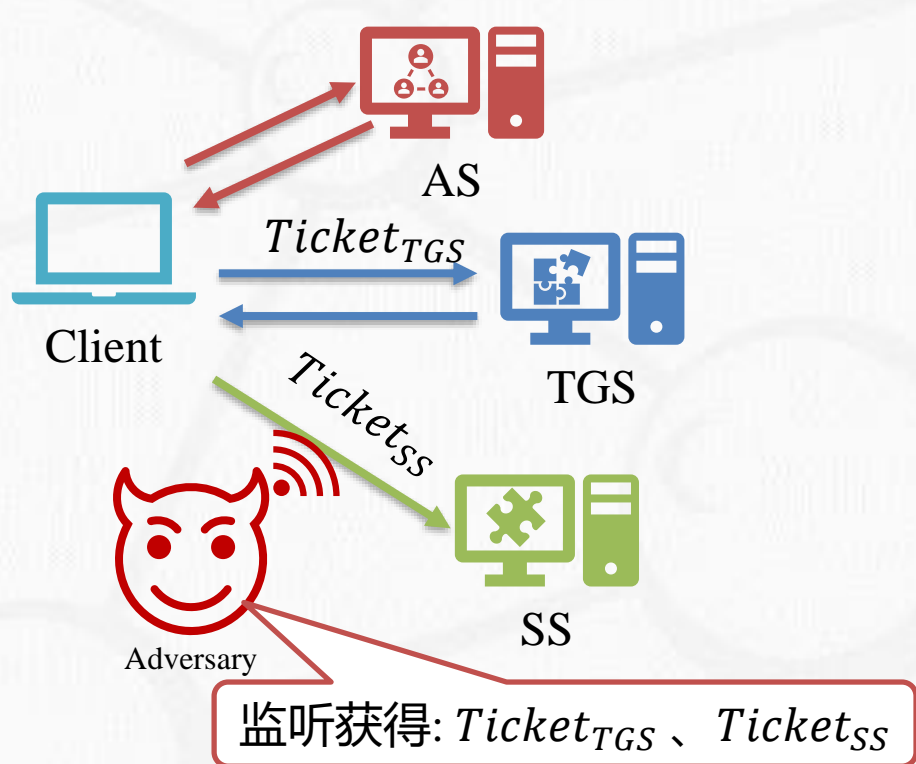 AS
Ticket_TGS
Client
TGS
Ticket_SS
SS
Adversary
监听获得: Ticket_TGS 、Ticket_SS